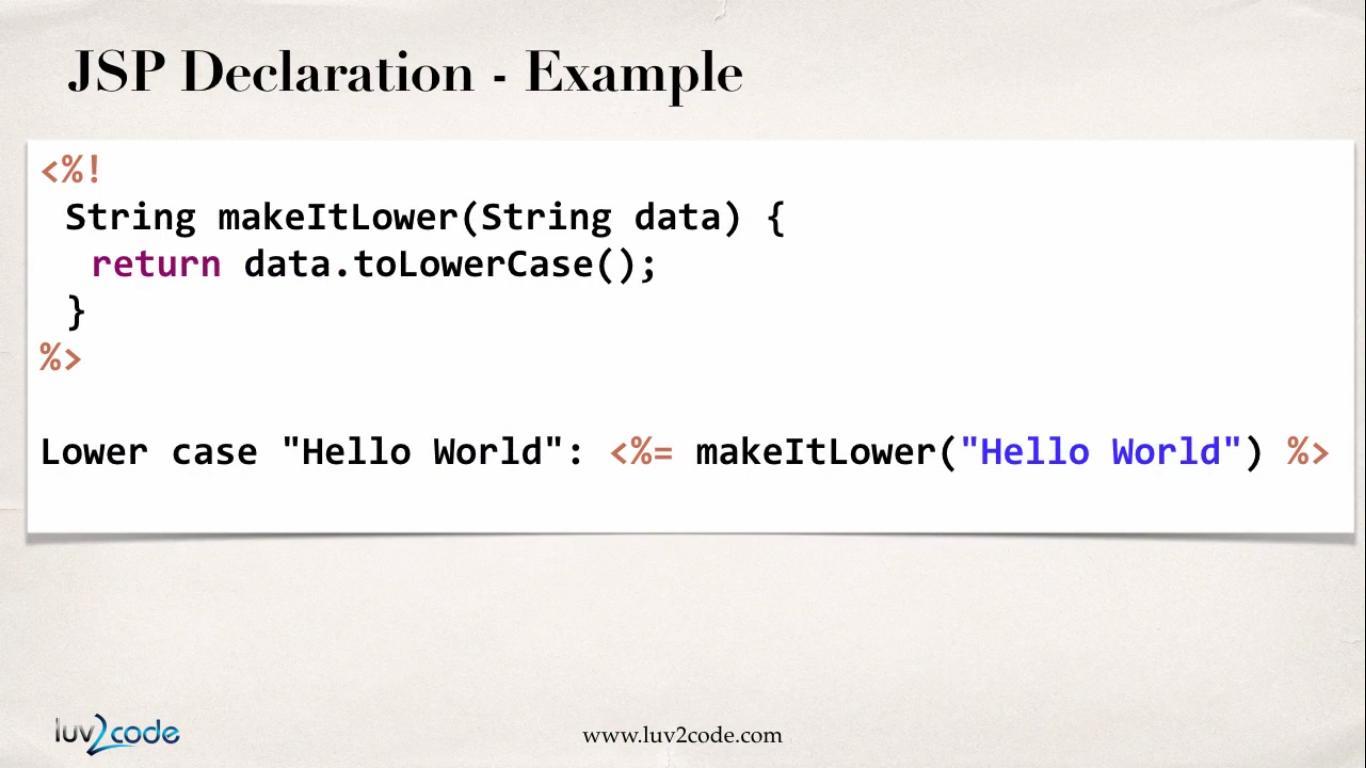 JSP Declaration - Example
<%!
String makeItLower(String data) {
return data.toLowerCase();
}
%>
Lower case "Hello World": <%= makeItLower("Hello World") %>
luv2code
www.luv2code.com